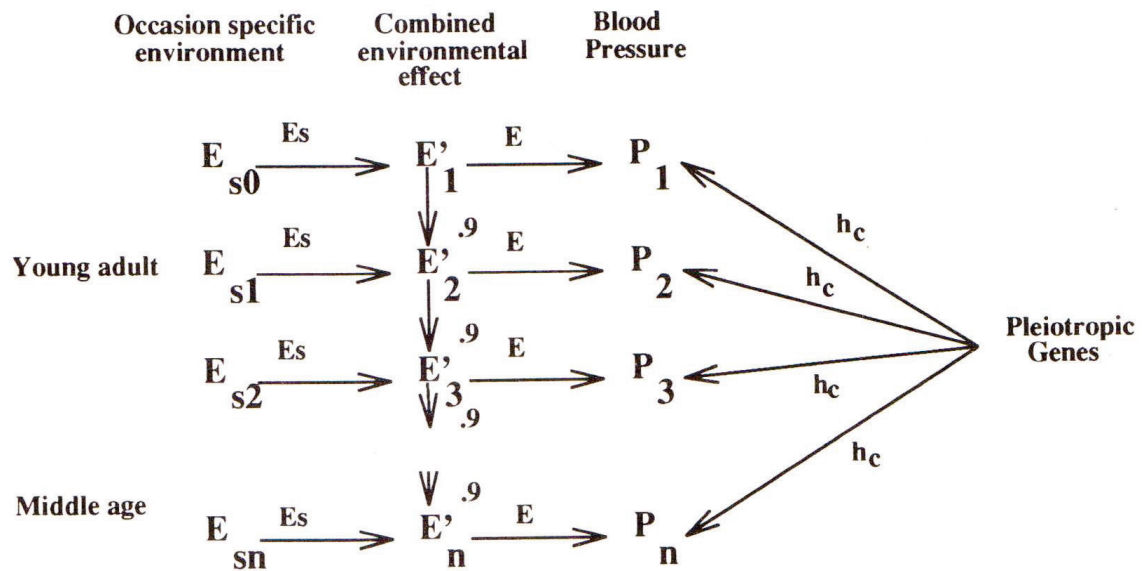 Occasion specific
environment
Combined
environmental
effect
Blood
Pressure
Es
E
E s0
E' 1
P 1
h c
.9
Es
E
Young adult
E s1
E' 2
P 2
h c
.9
Es
E
E s2
E' 3
P 3
h c
Pleiotropic
Genes
.9
h c
.9
Middle age
Es
E
E sn
E' n
P n